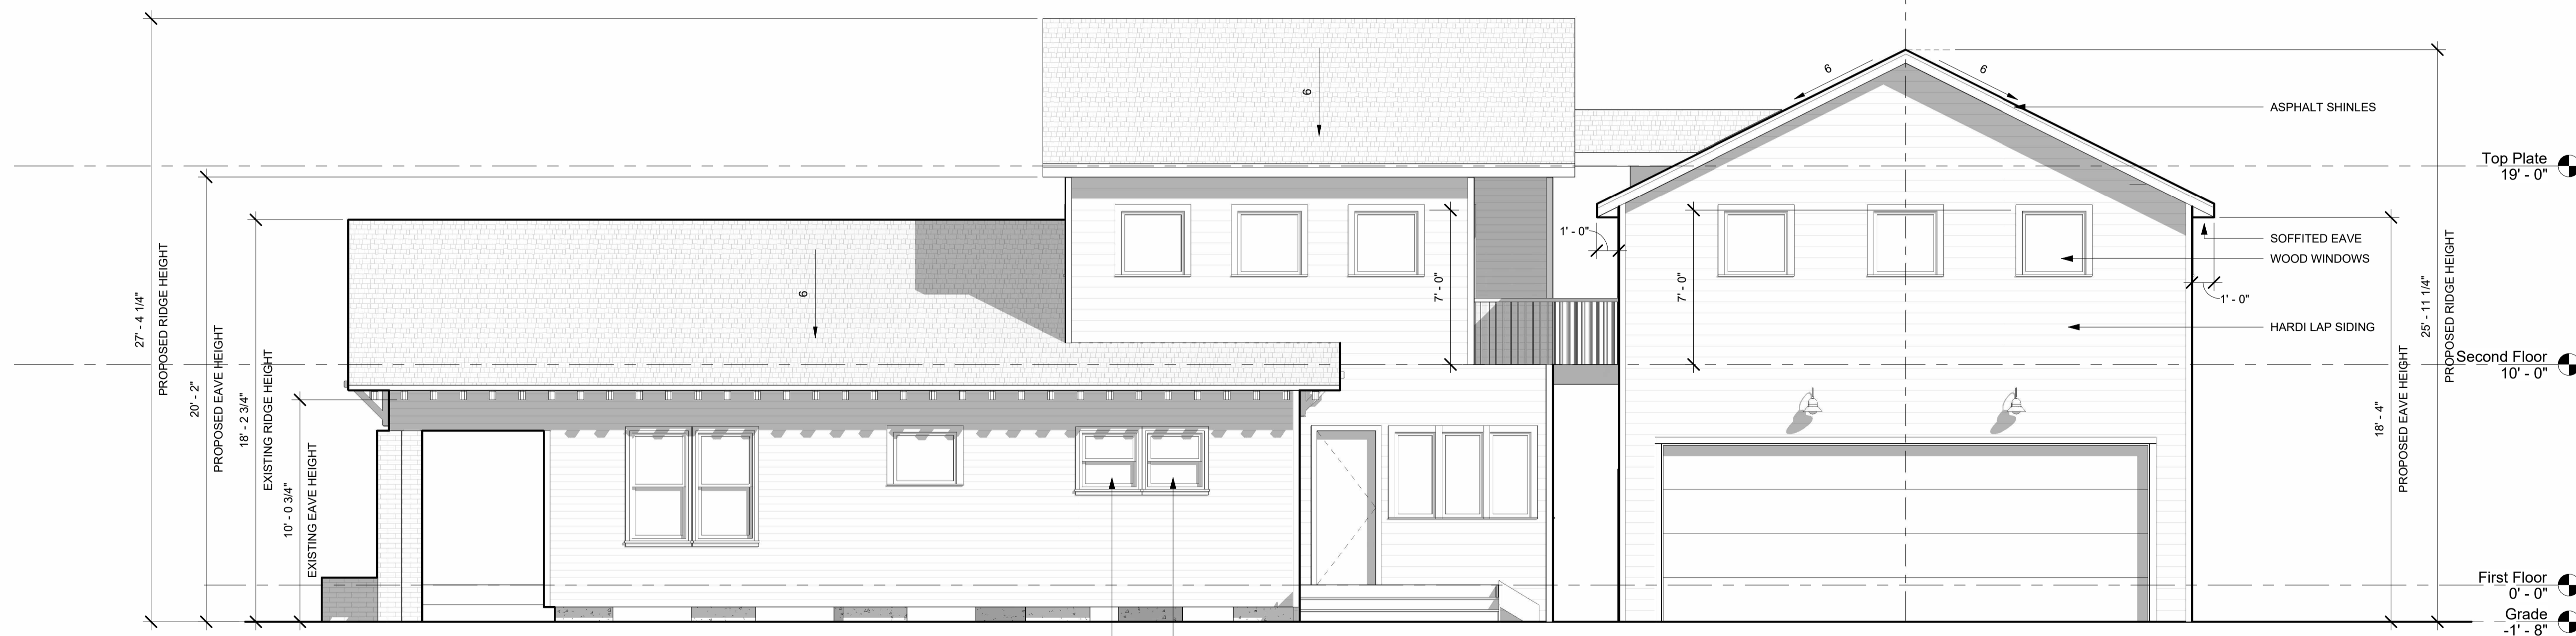 27' - 4 1/4"
PROPOSED RIDGE HEIGHT
20' - 2"
PROPOSED EAVE HEIGHT
18' - 2 3/4"
EXISTING RIDGE HEIGHT
10' - 0 3/4"
EXISTING EAVE HEIGHT
6
6
7' - 0"
1' - 0"
7' - 0"
6
6
ASPHALT SHINLES
SOFFITED EAVE
WOOD WINDOWS
1' - 0"
HARDI LAP SIDING
18' - 4"
PROPOSED EAVE HEIGHT
25' - 11 1/4"
PROPOSED RIDGE HEIGHT
Top Plate
19' - 0"
Second Floor
10' - 0"
First Floor
0' - 0"
Grade
-1' - 8"